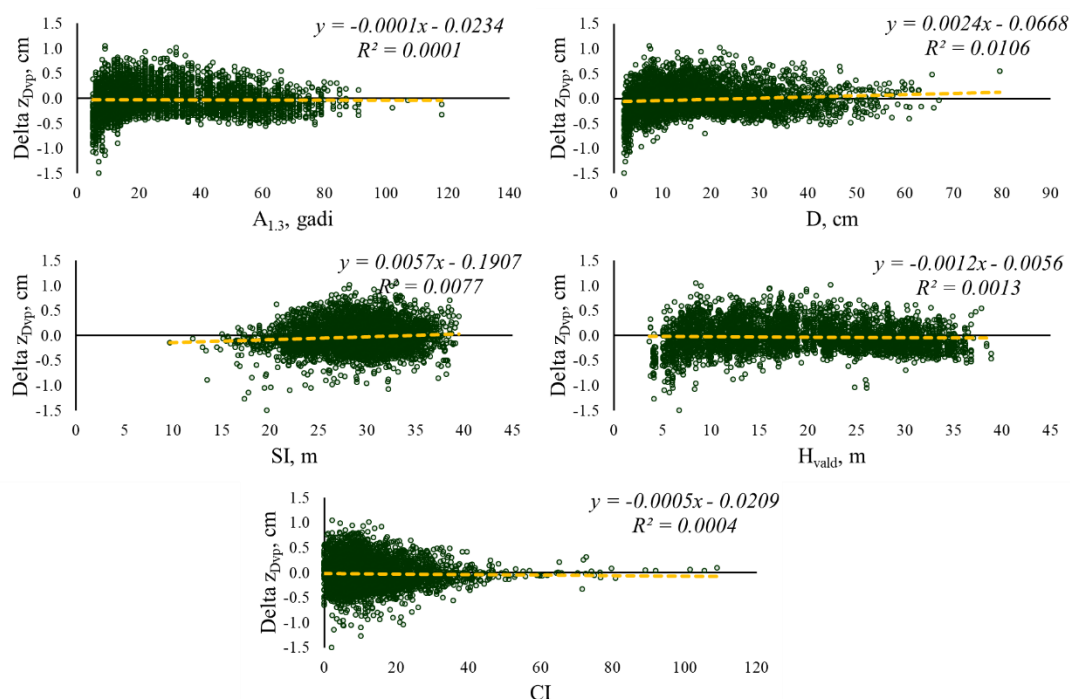 y = -0.0001x - 0.0234
R² = 0.0001
Delta z_Dvp, cm
1.5
1.0
0.5
0.0
-0.5
-1.0
-1.5
0 20 40 60 80 100 120 140
A_1.3, gadi
y = 0.0024x - 0.0668
R² = 0.0106
Delta z_Dvp, cm
1.5
1.0
0.5
0.0
-0.5
-1.0
-1.5
0 10 20 30 40 50 60 70 80 90
D, cm
y = 0.0057x - 0.1907
R² = 0.0077
Delta z_Dvp, cm
1.5
1.0
0.5
0.0
-0.5
-1.0
-1.5
0 5 10 15 20 25 30 35 40 45
SI, m
y = -0.0012x - 0.0056
R² = 0.0013
Delta z_Dvp, cm
1.5
1.0
0.5
0.0
-0.5
-1.0
-1.5
0 5 10 15 20 25 30 35 40 45
H_vald, m
y = -0.0005x - 0.0209
R² = 0.0004
Delta z_Dvp, cm
1.5
1.0
0.5
0.0
-0.5
-1.0
-1.5
0 20 40 60 80 100 120
CI